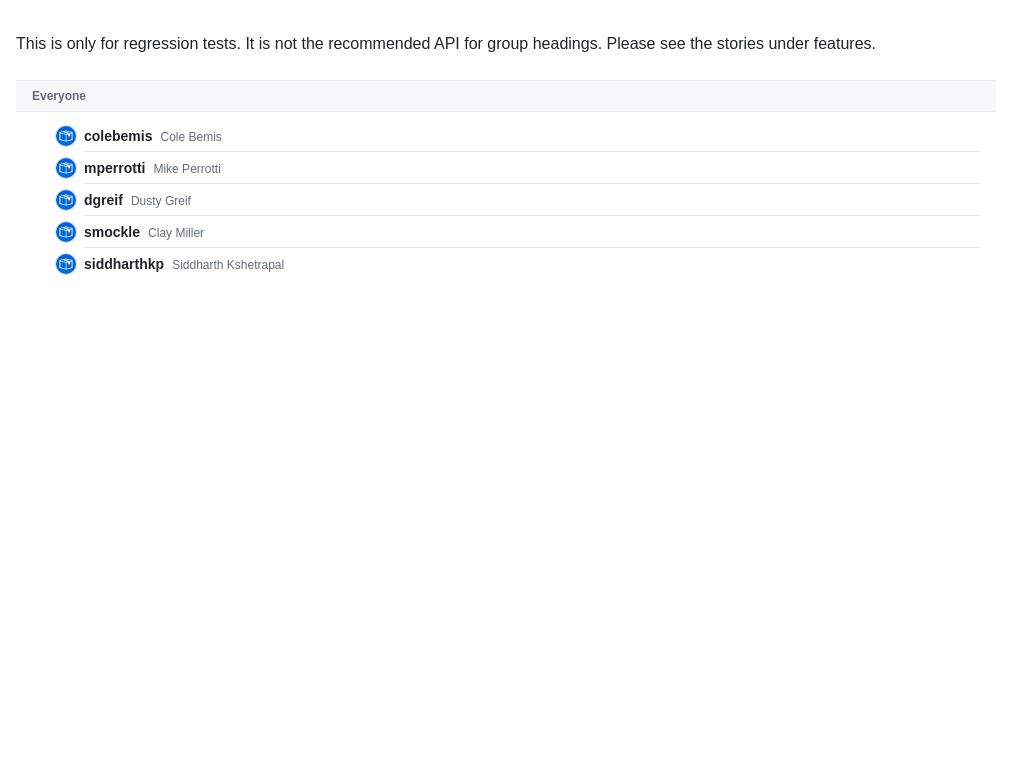 This is only for regression tests. It is not the recommended API for group headings. Please see the stories under features.
Everyone
colebemis Cole Bemis
mperrotti Mike Perrotti
dgreif Dusty Greif
smockle Clay Miller
siddharthkp Siddharth Kshetrapal